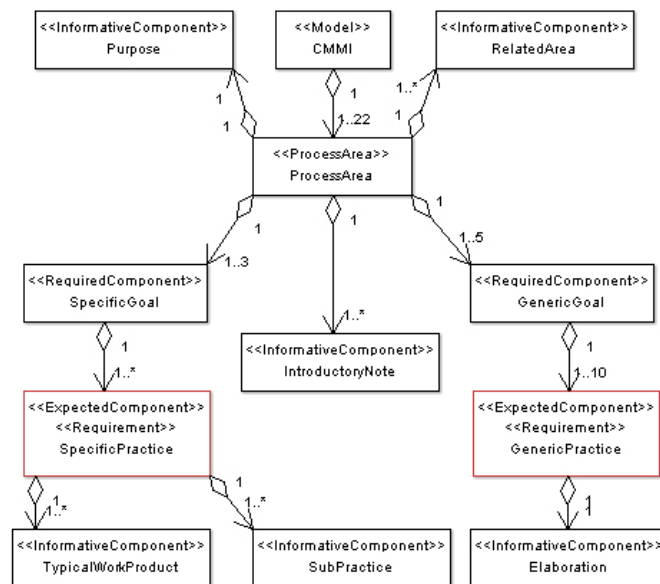 <<InformativeComponent>>
Purpose
<<Model>>
CMMI
<<InformativeComponent>>
RelatedArea
1
1
1
1..22
1..*
1
<<ProcessArea>>
ProcessArea
1
1
1
1..3
1..5
<<RequiredComponent>>
SpecificGoal
<<RequiredComponent>>
GenericGoal
1
1..*
1..*
<<InformativeComponent>>
IntroductoryNote
1
1..10
<<ExpectedComponent>>
<<Requirement>>
SpecificPractice
<<ExpectedComponent>>
<<Requirement>>
GenericPractice
1
1..*
1
1..*
1
1
<<InformativeComponent>>
TypicalWorkProduct
<<InformativeComponent>>
SubPractice
<<InformativeComponent>>
Elaboration